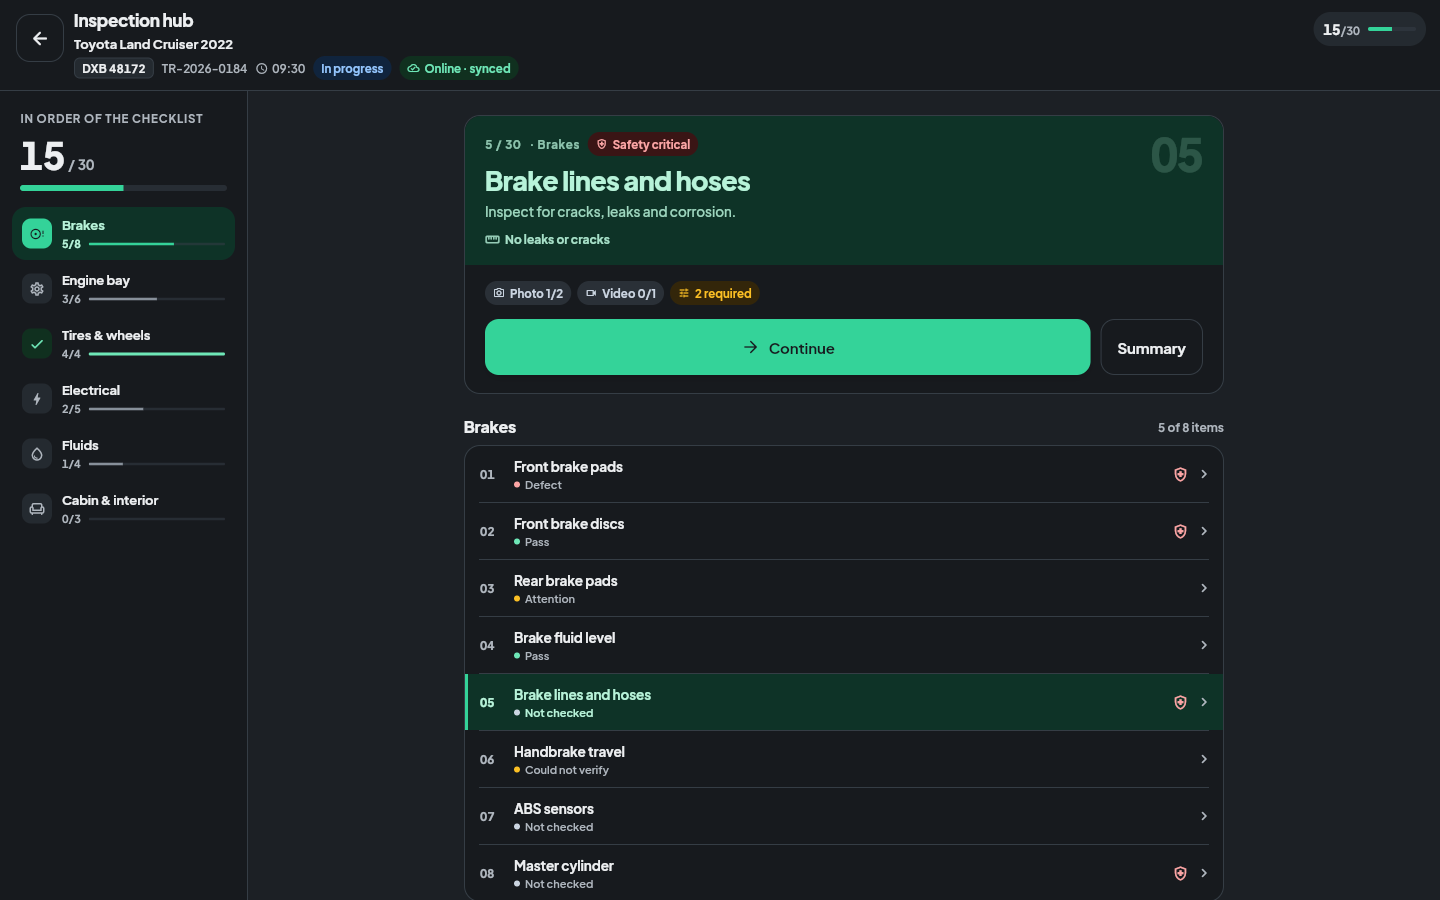 Inspection hub
Toyota Land Cruiser 2022
DXB 48172 TR-2026-0184 09:30 In progress Online · synced
15/30
IN ORDER OF THE CHECKLIST
15 / 30
Brakes
5/8
Engine bay
3/6
Tires & wheels
4/4
Electrical
2/5
Fluids
1/4
Cabin & interior
0/3
5 / 30 · Brakes Safety critical
05
Brake lines and hoses
Inspect for cracks, leaks and corrosion.
No leaks or cracks
Photo 1/2 Video 0/1 2 required
Continue
Summary
Brakes
5 of 8 items
01 Front brake pads
Defect
02 Front brake discs
Pass
03 Rear brake pads
Attention
04 Brake fluid level
Pass
05 Brake lines and hoses
Not checked
06 Handbrake travel
Could not verify
07 ABS sensors
Not checked
08 Master cylinder
Not checked